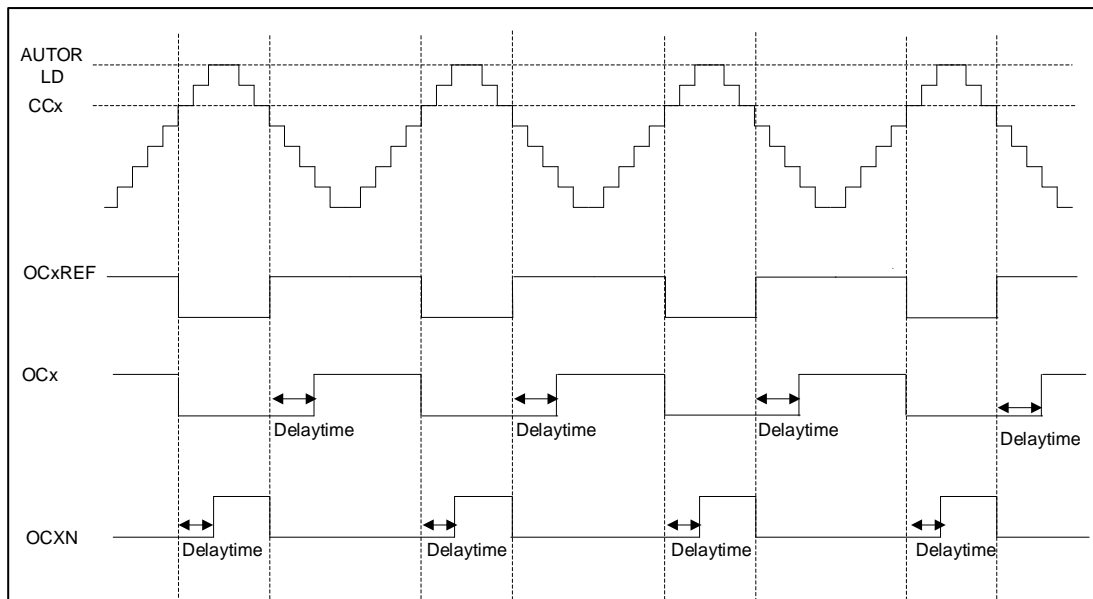 AUTOR
LD
CCx
OCxREF
OCx
Delaytime
Delaytime
Delaytime
Delaytime
OCXN
Delaytime
Delaytime
Delaytime
Delaytime